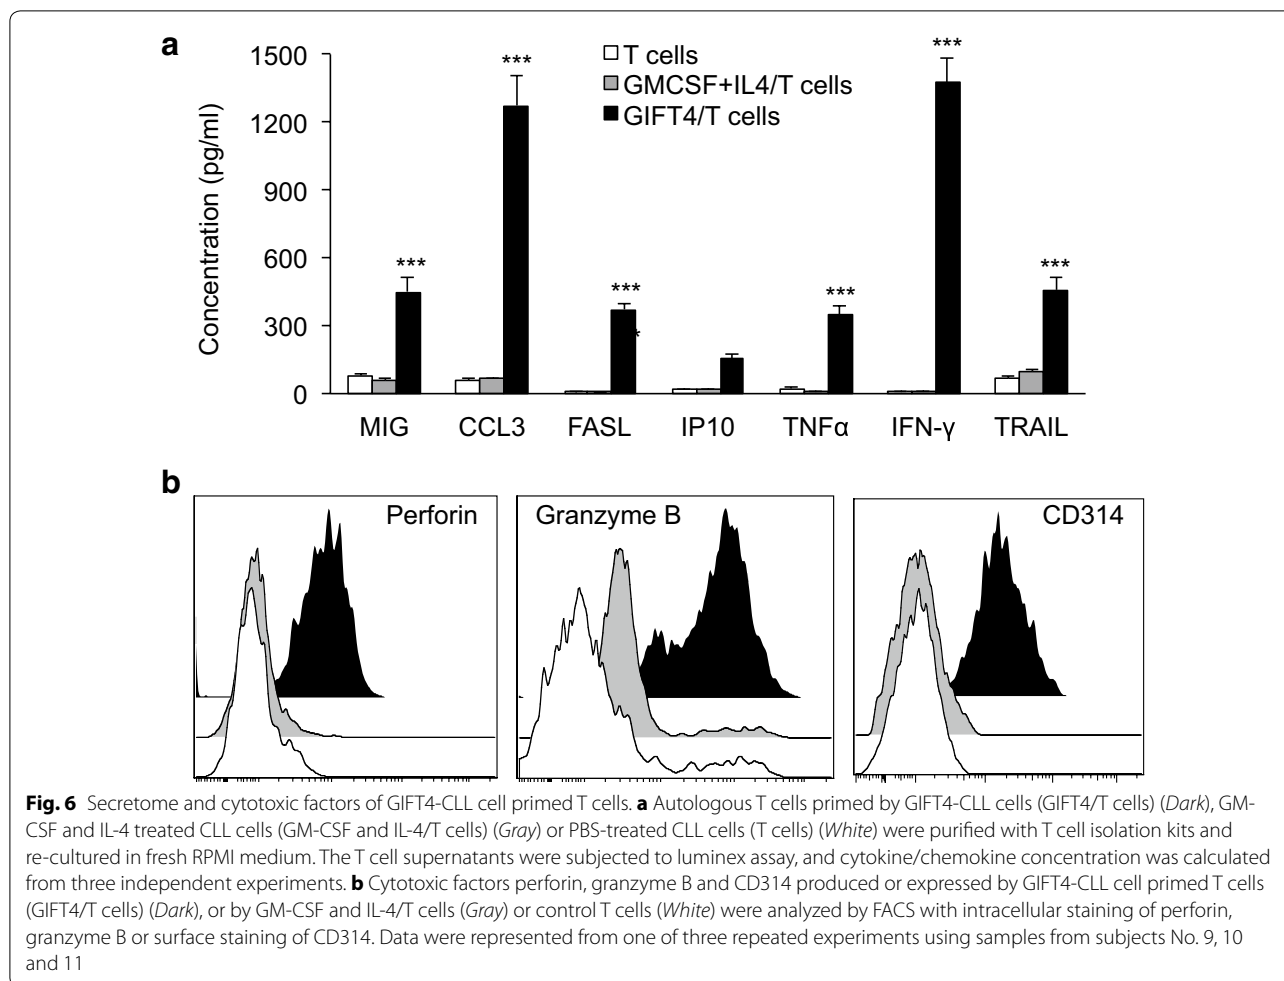 a
1500
1200
900
600
300
0
Concentration (pg/ml)
T cells
GMCSF+IL4/T cells
GIFT4/T cells
***
***
***
*
***
***
***
MIG CCL3 FASL IP10 TNFα IFN-γ TRAIL
b
Perforin
Granzyme B
CD314
Fig. 6 Secretome and cytotoxic factors of GIFT4-CLL cell primed T cells. a Autologous T cells primed by GIFT4-CLL cells (GIFT4/T cells) (Dark), GM-
CSF and IL-4 treated CLL cells (GM-CSF and IL-4/T cells) (Gray) or PBS-treated CLL cells (T cells) (White) were purified with T cell isolation kits and
re-cultured in fresh RPMI medium. The T cell supernatants were subjected to luminex assay, and cytokine/chemokine concentration was calculated
from three independent experiments. b Cytotoxic factors perforin, granzyme B and CD314 produced or expressed by GIFT4-CLL cell primed T cells
(GIFT4/T cells) (Dark), or by GM-CSF and IL-4/T cells (Gray) or control T cells (White) were analyzed by FACS with intracellular staining of perforin,
granzyme B or surface staining of CD314. Data were represented from one of three repeated experiments using samples from subjects No. 9, 10
and 11